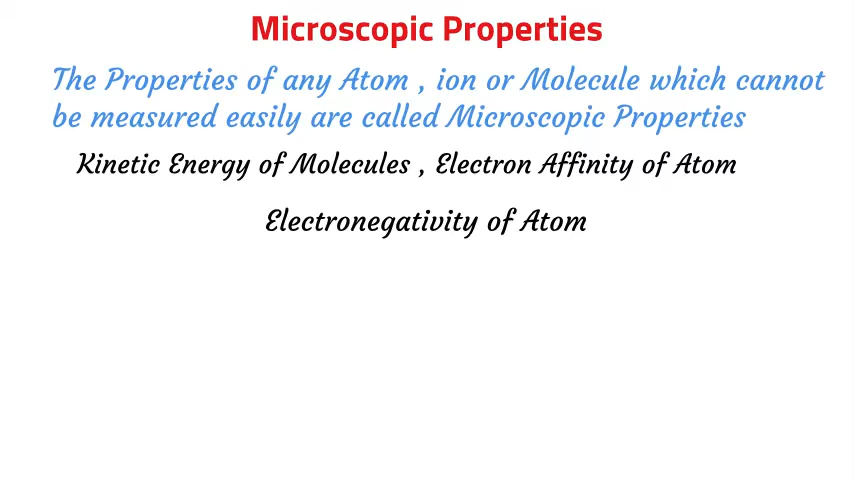 Microscopic Properties
The Properties of any Atom , ion or Molecule which cannot
be measured easily are called Microscopic Properties
Kinetic Energy of Molecules , Electron Affinity of Atom
Electronegativity of Atom